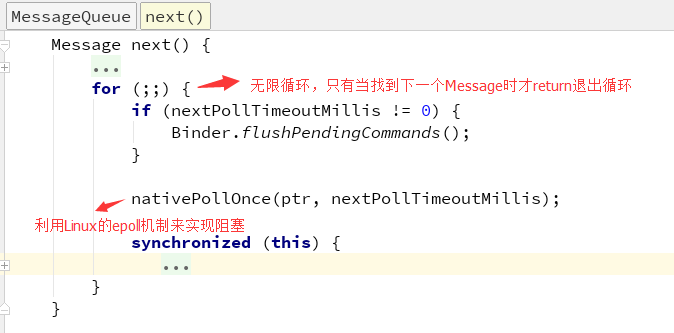 MessageQueue next()
Message next() {
...
for (;;) { 无限循环，只有当找到下一个Message时才return退出循环
if (nextPollTimeoutMillis != 0) {
Binder.flushPendingCommands();
}
nativePollOnce(ptr, nextPollTimeoutMillis);
利用Linux的epoll机制来实现阻塞
synchronized (this) {
...
}
}